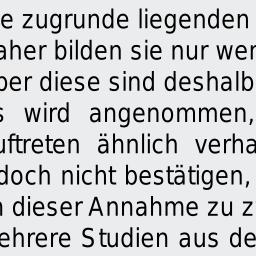 e zugrunde liegenden
aher bilden sie nur wer
ber diese sind deshalb
s wird angenommen,
uftreten ähnlich verha
doch nicht bestätigen,
n dieser Annahme zu z
ehrere Studien aus de